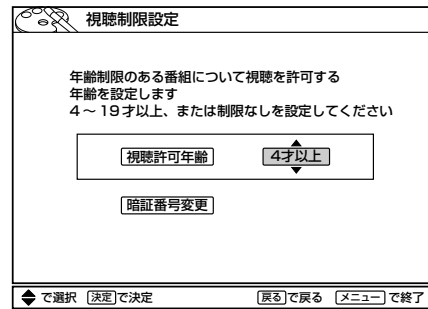 視聴制限設定
年齢制限のある番組について視聴を許可する
年齢を設定します
4～19才以上、または制限なしを設定してください
視聴許可年齢 4才以上
暗証番号変更
で選択 決定で決定 戻るで戻る メニューで終了